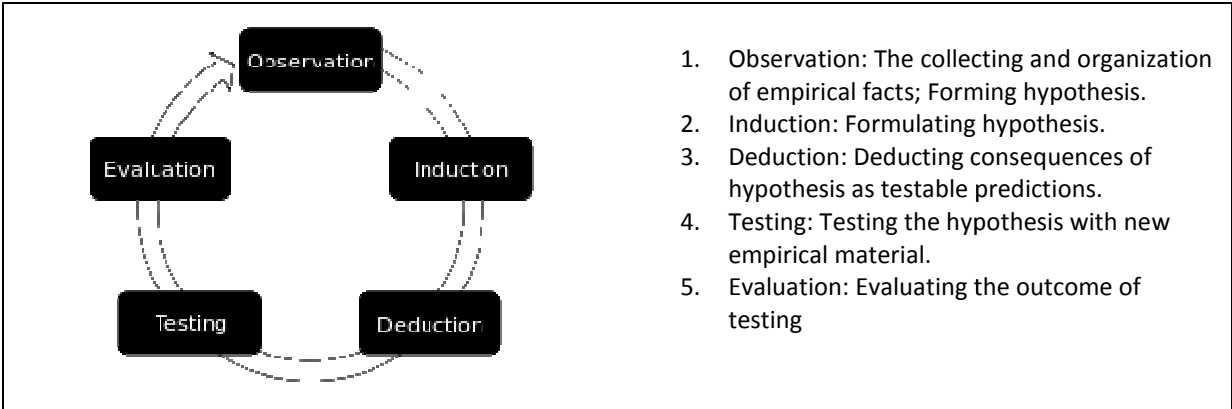 Observation
Evaluation
Induction
Testing
Deduction
1. Observation: The collecting and organization
of empirical facts; Forming hypothesis.
2. Induction: Formulating hypothesis.
3. Deduction: Deducting consequences of
hypothesis as testable predictions.
4. Testing: Testing the hypothesis with new
empirical material.
5. Evaluation: Evaluating the outcome of
testing